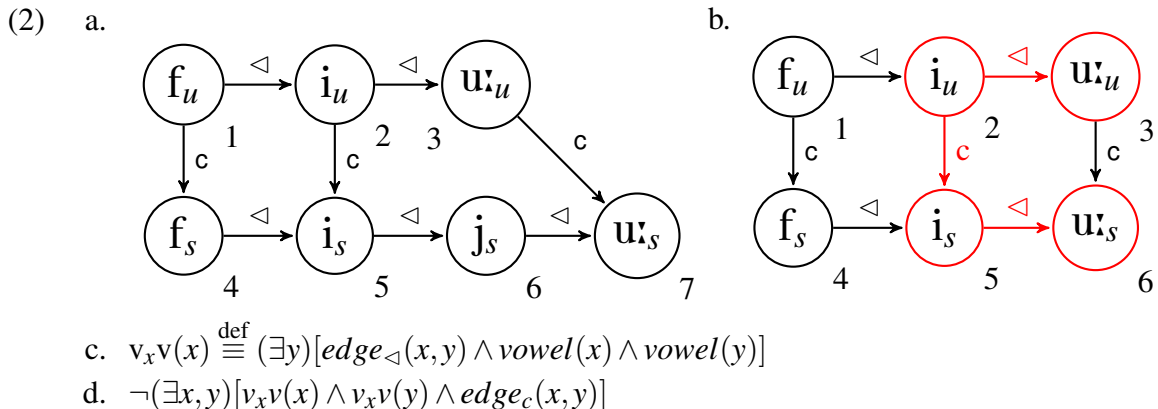 (2) a. b.
◁ ◁ ◁ ◁
f_u i_u uː_u f_u i_u uː_u
1 2 3 1 2 3
c c c c c c
◁ ◁ ◁ ◁ ◁
f_s i_s j_s uː_s f_s i_s uː_s
4 5 6 7 4 5 6
c. v_xv(x) ≝ (∃y)[edge_◁(x,y) ∧ vowel(x) ∧ vowel(y)]
d. ¬(∃x,y)[v_xv(x) ∧ v_xv(y) ∧ edge_c(x,y)]